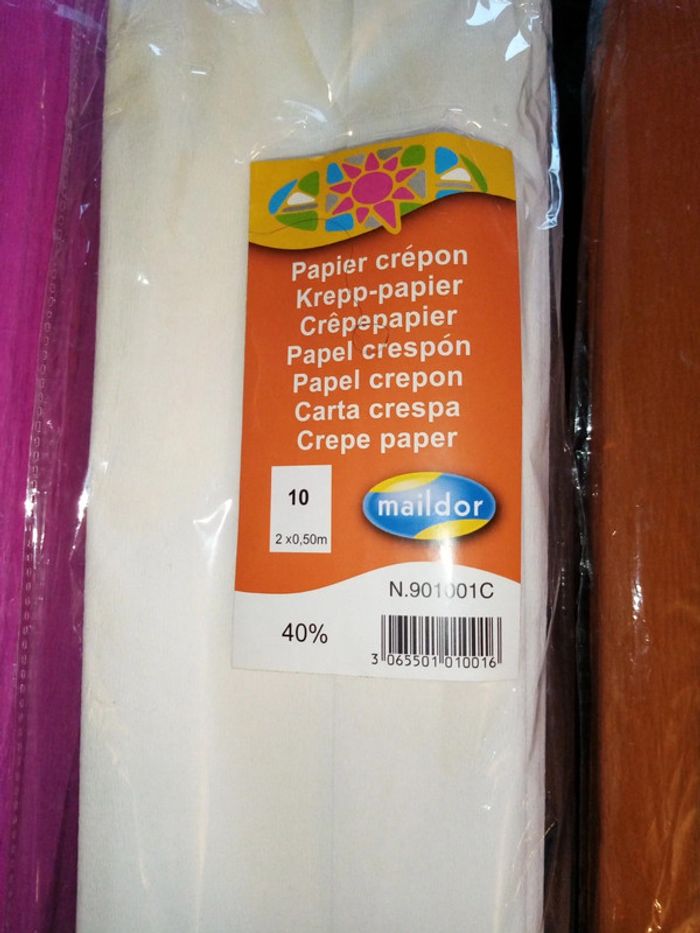 Papier crépon
Krepp-papier
Crêpepapier
Papel crespón
Papel crepon
Carta crespa
Crepe paper
10
2 x0,50m
maildor
N.901001C
40%
3 065501 010016